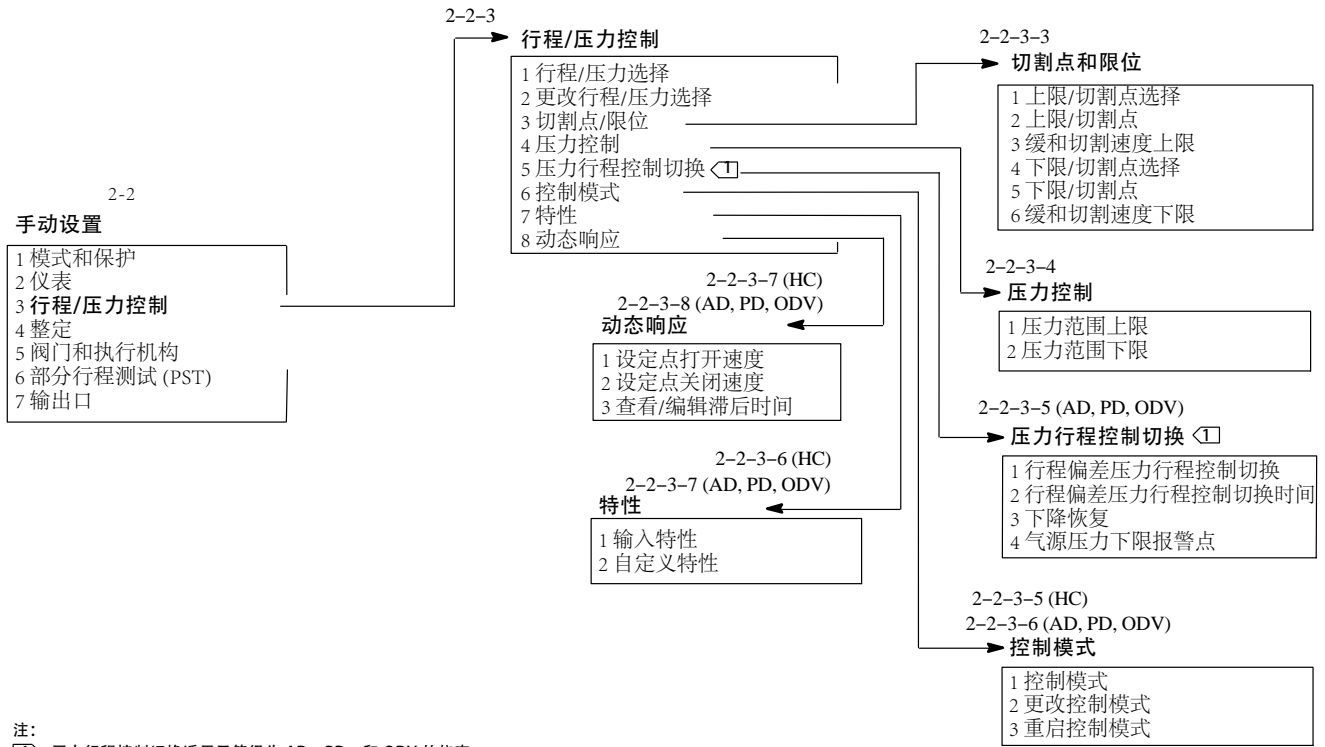 2-2
手动设置
1 模式和保护
2 仪表
3 行程/压力控制
4 整定
5 阀门和执行机构
6 部分行程测试 (PST)
7 输出口
2–2–3
行程/压力控制
1 行程/压力选择
2 更改行程/压力选择
3 切割点/限位
4 压力控制
5 压力行程控制切换 1
6 控制模式
7 特性
8 动态响应
2–2–3–7 (HC)
2–2–3–8 (AD, PD, ODV)
动态响应
1 设定点打开速度
2 设定点关闭速度
3 查看/编辑滞后时间
2–2–3–6 (HC)
2–2–3–7 (AD, PD, ODV)
特性
1 输入特性
2 自定义特性
2–2–3–3
切割点和限位
1 上限/切割点选择
2 上限/切割点
3 缓和切割速度上限
4 下限/切割点选择
5 下限/切割点
6 缓和切割速度下限
2–2–3–4
压力控制
1 压力范围上限
2 压力范围下限
2–2–3–5 (AD, PD, ODV)
压力行程控制切换 1
1 行程偏差压力行程控制切换
2 行程偏差压力行程控制切换时间
3 下降恢复
4 气源压力下限报警点
2–2–3–5 (HC)
2–2–3–6 (AD, PD, ODV)
控制模式
1 控制模式
2 更改控制模式
3 重启控制模式
注: